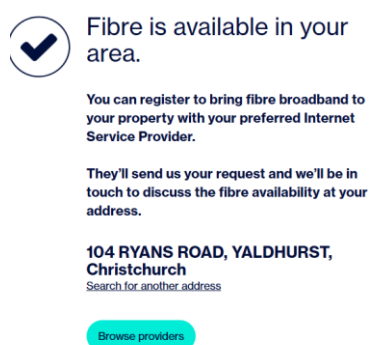 Fibre is available in your
area.
You can register to bring fibre broadband to
your property with your preferred Internet
Service Provider.
They'll send us your request and we'll be in
touch to discuss the fibre availability at your
address.
104 RYANS ROAD, YALDHURST,
Christchurch
Search for another address
Browse providers